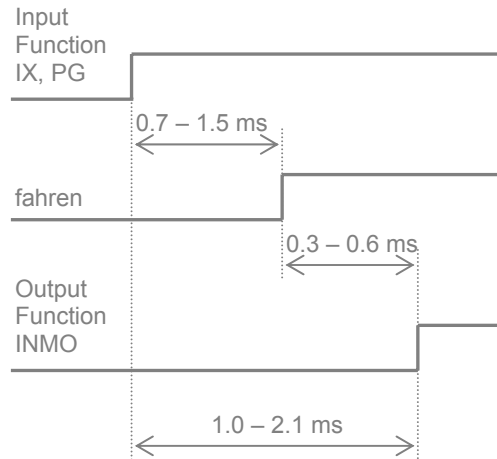 Input
Function
IX, PG
0.7 – 1.5 ms
fahren
0.3 – 0.6 ms
Output
Function
INMO
1.0 – 2.1 ms